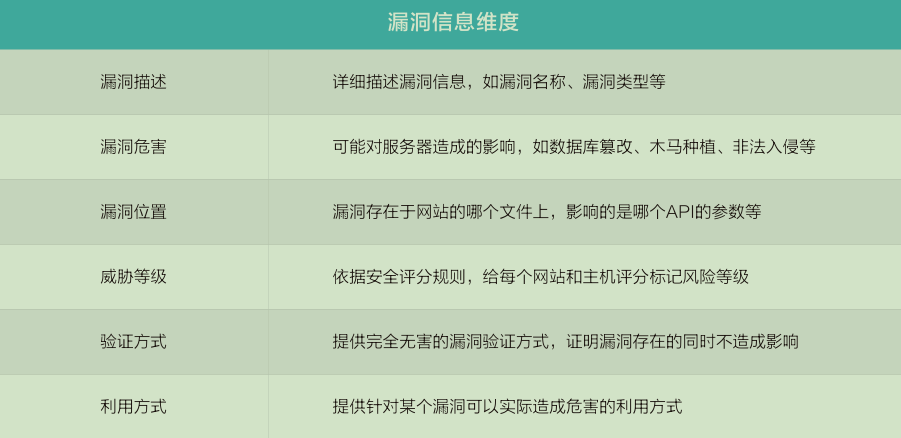 漏洞信息维度
漏洞描述 详细描述漏洞信息，如漏洞名称、漏洞类型等
漏洞危害 可能对服务器造成的影响，如数据库篡改、木马种植、非法入侵等
漏洞位置 漏洞存在于网站的哪个文件上，影响的是哪个API的参数等
威胁等级 依据安全评分规则，给每个网站和主机评分标记风险等级
验证方式 提供完全无害的漏洞验证方式，证明漏洞存在的同时不造成影响
利用方式 提供针对某个漏洞可以实际造成危害的利用方式